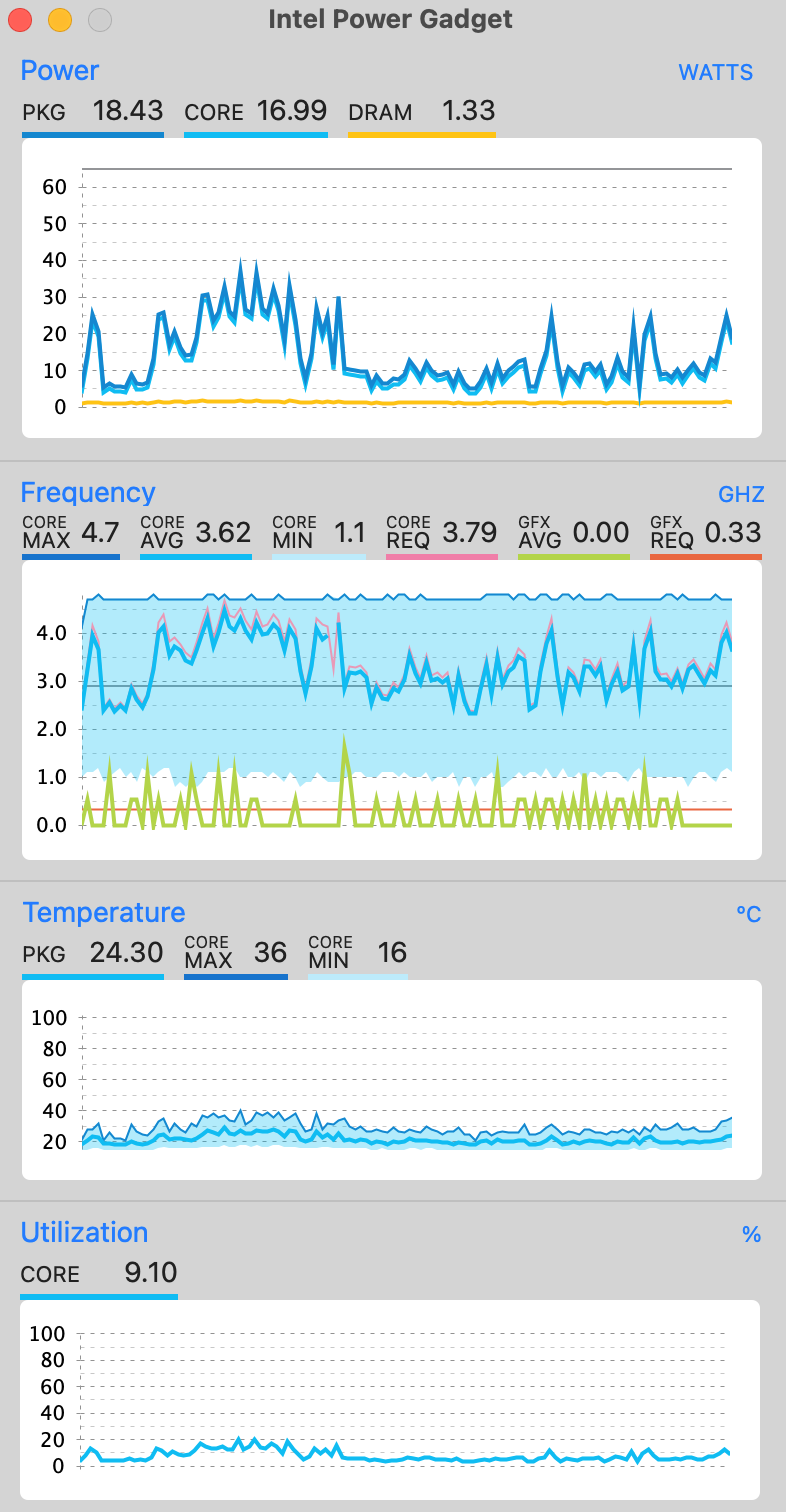 Intel Power Gadget
Power WATTS
PKG 18.43 CORE 16.99 DRAM 1.33
60
50
40
30
20
10
0
Frequency GHZ
CORE MAX 4.7 CORE AVG 3.62 CORE MIN 1.1 CORE REQ 3.79 GFX AVG 0.00 GFX REQ 0.33
4.0
3.0
2.0
1.0
0.0
Temperature °C
PKG 24.30 CORE MAX 36 CORE MIN 16
100
80
60
40
20
Utilization %
CORE 9.10
100
80
60
40
20
0